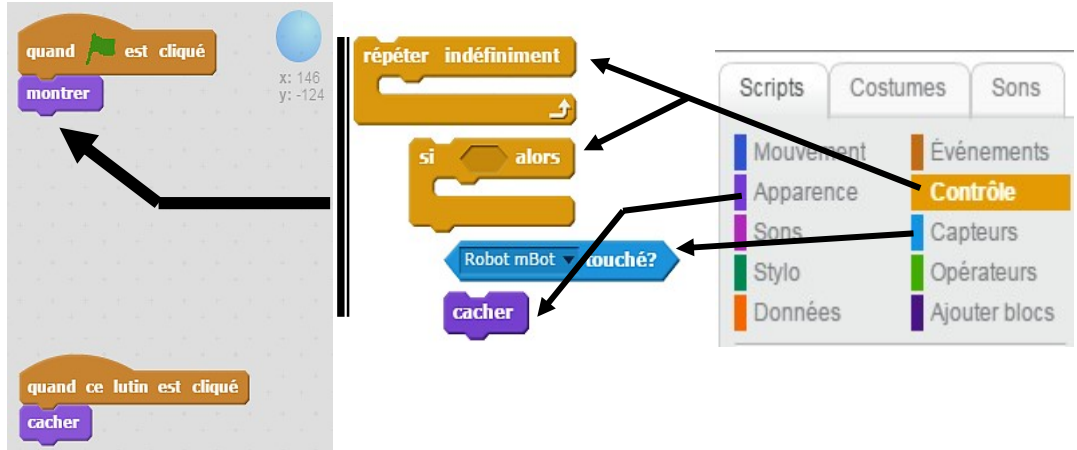 quand est cliqué
montrer
x: 146
y: -124
quand ce lutin est cliqué
cacher
répéter indéfiniment
si alors
Robot mBot touché?
cacher
Scripts Costumes Sons
Mouvement Événements
Apparence Contrôle
Sons Capteurs
Stylo Opérateurs
Données Ajouter blocs